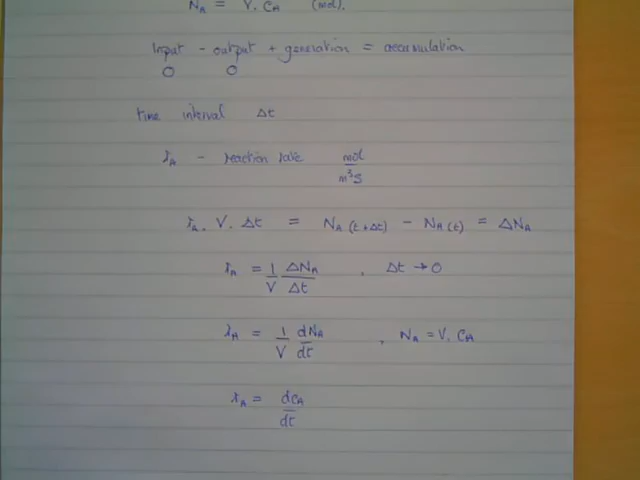 N_A = V. C_A (mol).
Input - output + generation = accumulation
0 0
time interval Δt
r_A - reaction rate mol/m³s
r_A. V. Δt = N_A (t+Δt) - N_A (t) = ΔN_A
r_A = 1/V ΔN_A/Δt , Δt → 0
r_A = 1/V dN_A/dt , N_A = V. C_A
r_A = dC_A/dt